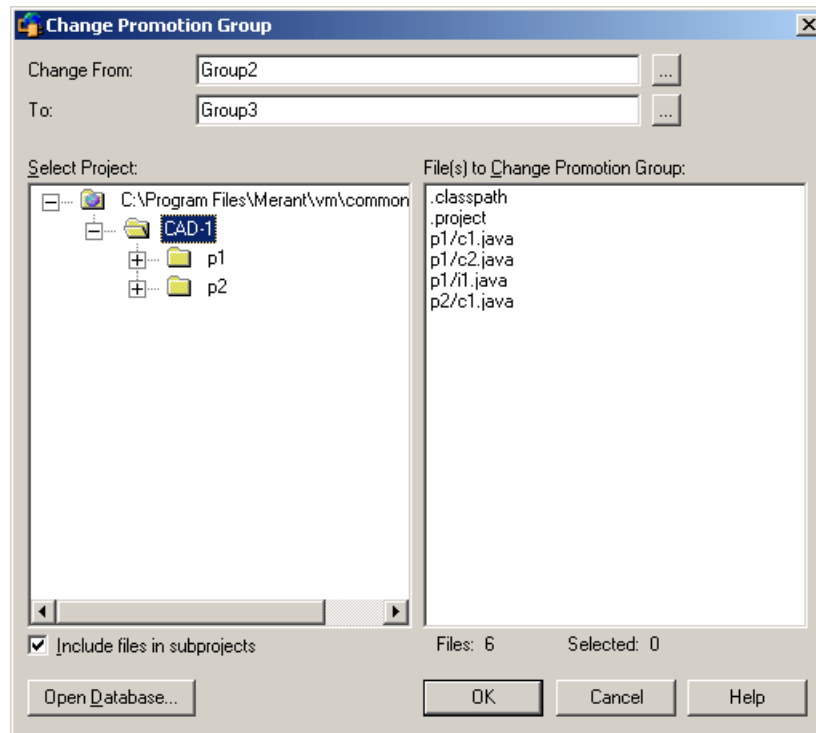 Change Promotion Group
Change From:
Group2
...
To:
Group3
...
Select Project:
C:\Program Files\Merant\vm\common
CAD-1
p1
p2
File(s) to Change Promotion Group:
.classpath
.project
p1/c1.java
p1/c2.java
p1/i1.java
p2/c1.java
Include files in subprojects
Files: 6
Selected: 0
Open Database...
OK
Cancel
Help